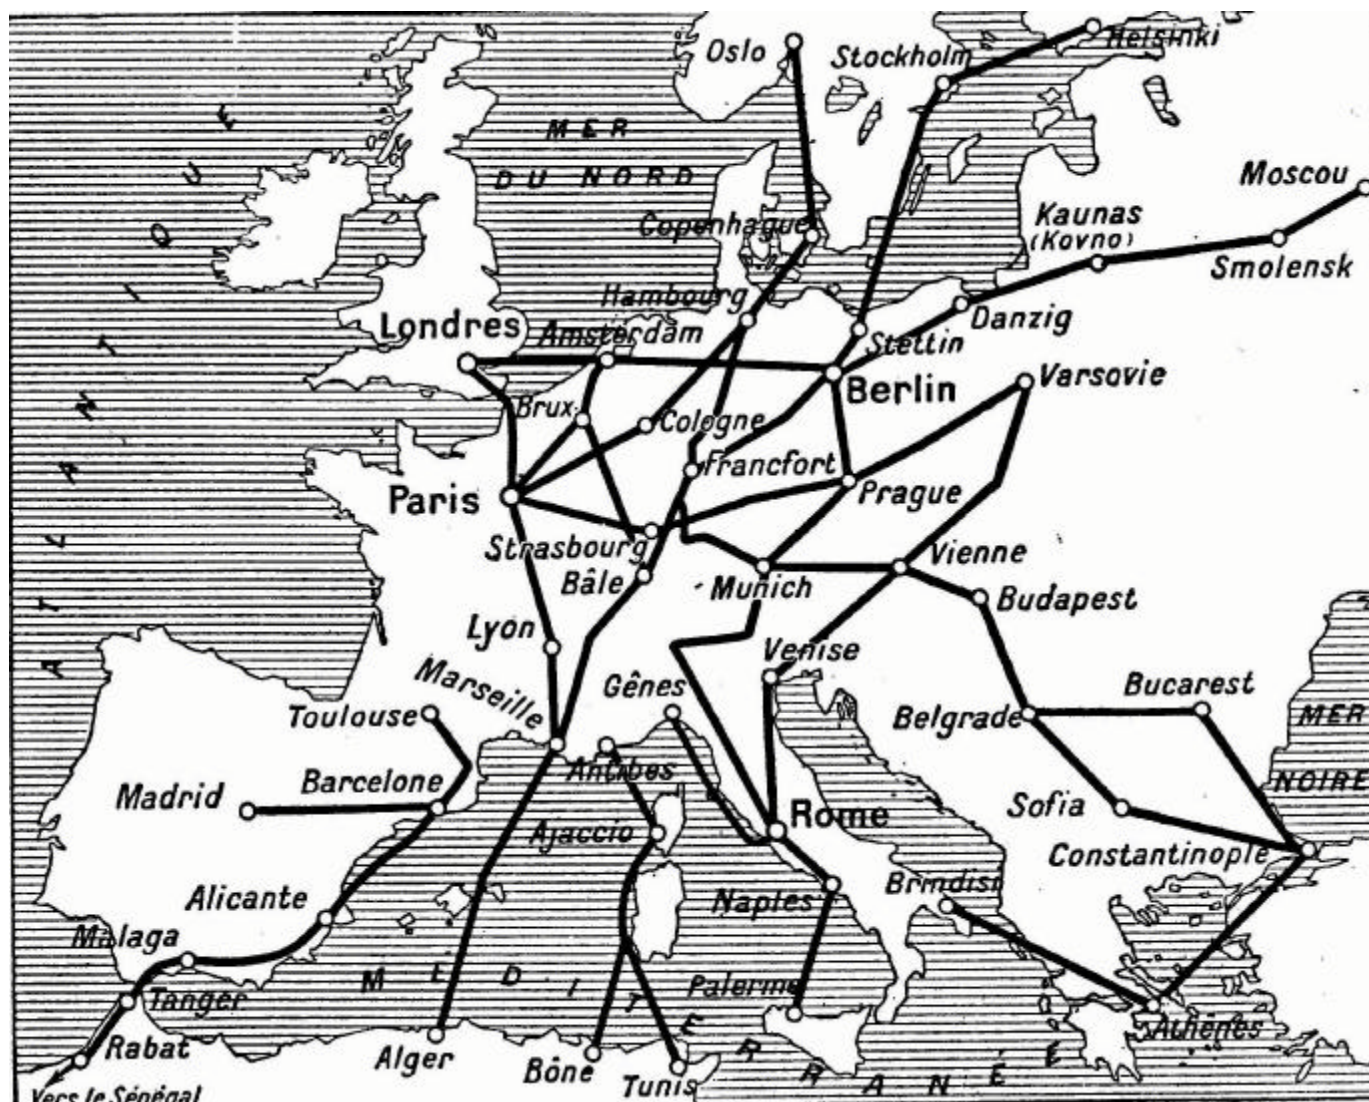 Oslo
Stockholm
Helsinki
MER
DU NORD
Moscou
Kaunas
(Kovno)
Copenhague
Smolensk
Hambourg
Londres
Amsterdam
Danzig
Stettin
Berlin
Varsovie
Brux.
Cologne
Francfort
Paris
Prague
Strasbourg
Vienne
Bâle
Munich
Budapest
Lyon
Venise
Marseille
Gênes
Bucarest
Toulouse
Belgrade
MER
NOIRE
Barcelone
Antibes
Madrid
Sofia
Rome
Ajaccio
Constantinople
Alicante
Naples
Brindisi
Màlaga
Tanger
Palerme
Athènes
Rabat
Alger
Bône
Tunis
Vers le Sénégal
ATLANTIQUE
MÉDITERRANÉE